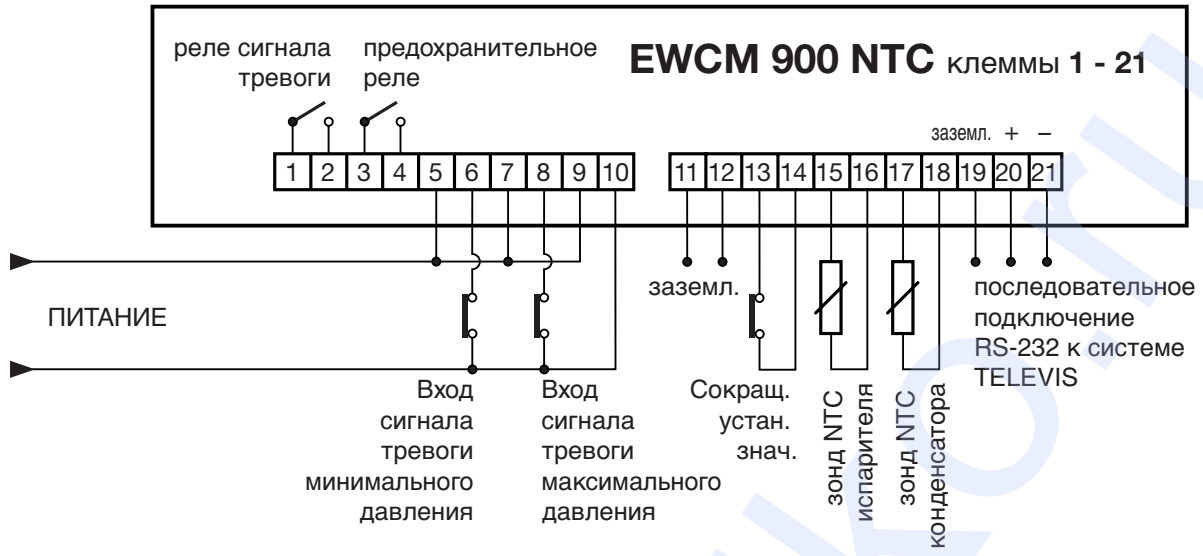 реле сигнала
тревоги
предохранительное
реле
EWCM 900 NTC клеммы 1 - 21
заземл. + –
1 2 3 4 5 6 7 8 9 10
11 12 13 14 15 16 17 18 19 20 21
ПИТАНИЕ
заземл.
последовательное
подключение
RS-232 к системе
TELEVIS
Вход
сигнала
тревоги
минимального
давления
Вход
сигнала
тревоги
максимального
давления
Сокращ.
устан.
знач.
зонд NTC
испарителя
зонд NTC
конденсатора
ko.ru